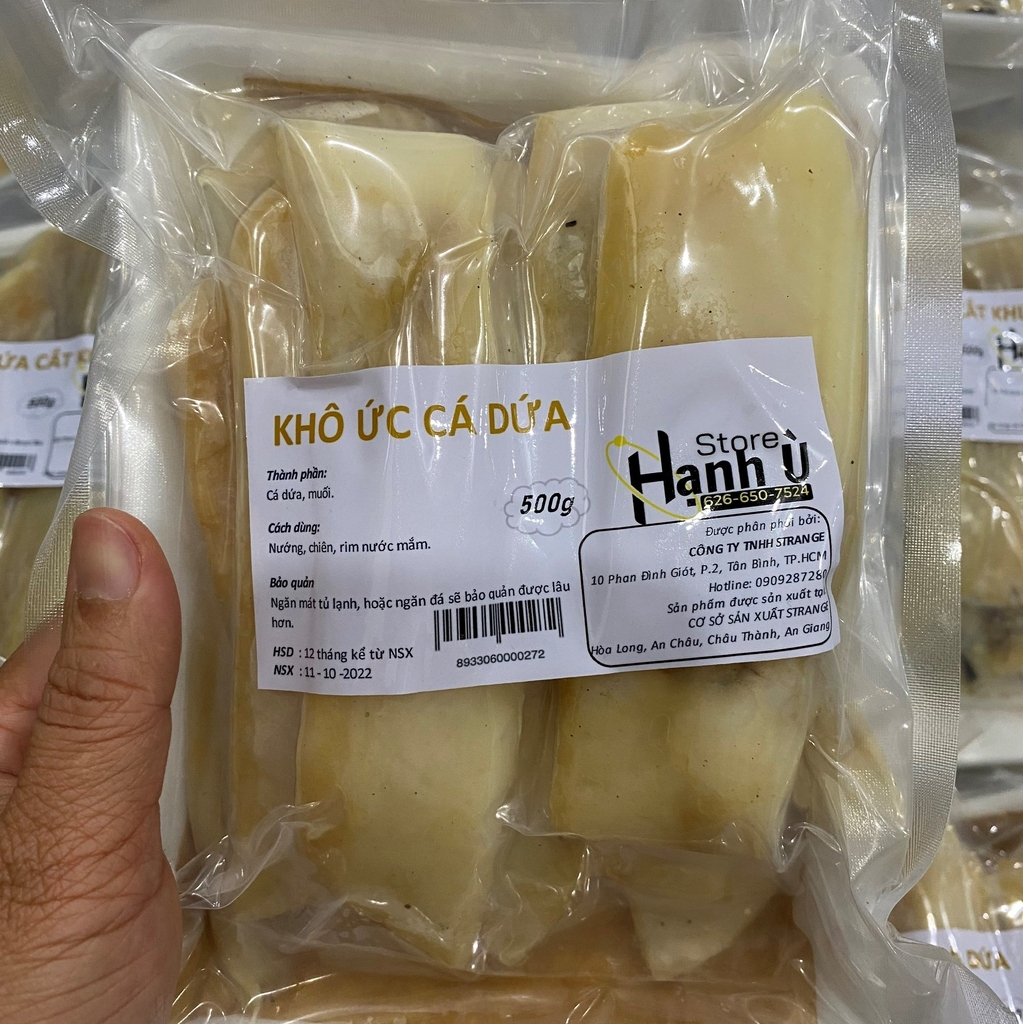 KHÔ ỨC CÁ DỨA
Thành phần:
Cá dứa, muối.
Cách dùng:
Nướng, chiên, rim nước mắm.
Bảo quản
Ngăn mát tủ lạnh, hoặc ngăn đá sẽ bảo quản được lâu
hơn.
HSD : 12 tháng kể từ NSX
NSX : 11-10-2022
500g
8933060000272
Store
Hạnh Ù
626-650-7524
Được phân phối bởi:
CÔNG TY TNHH STRANGE
10 Phan Đình Giót, P.2, Tân Bình, TP.HCM
Hotline: 0909287280
Sản phẩm được sản xuất tại
CƠ SỞ SẢN XUẤT STRANGE
Hòa Long, An Châu, Châu Thành, An Giang
ỨA CẮT
500g
DỨA